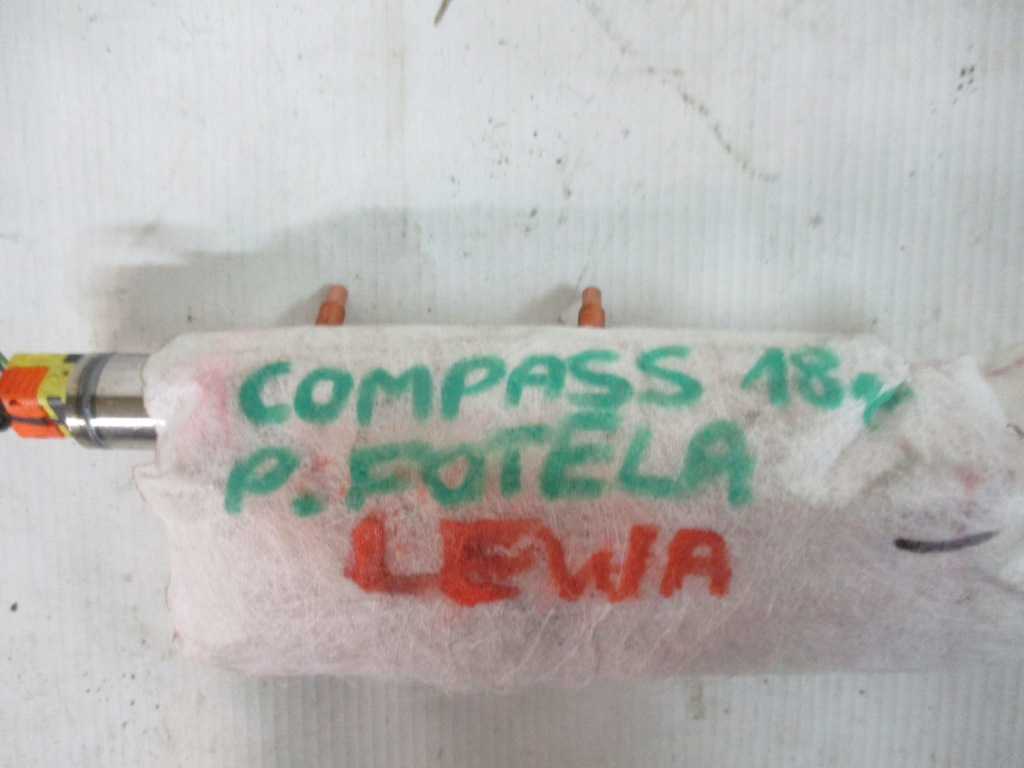 COMPASS 18r
P. FOTELA
LEWA